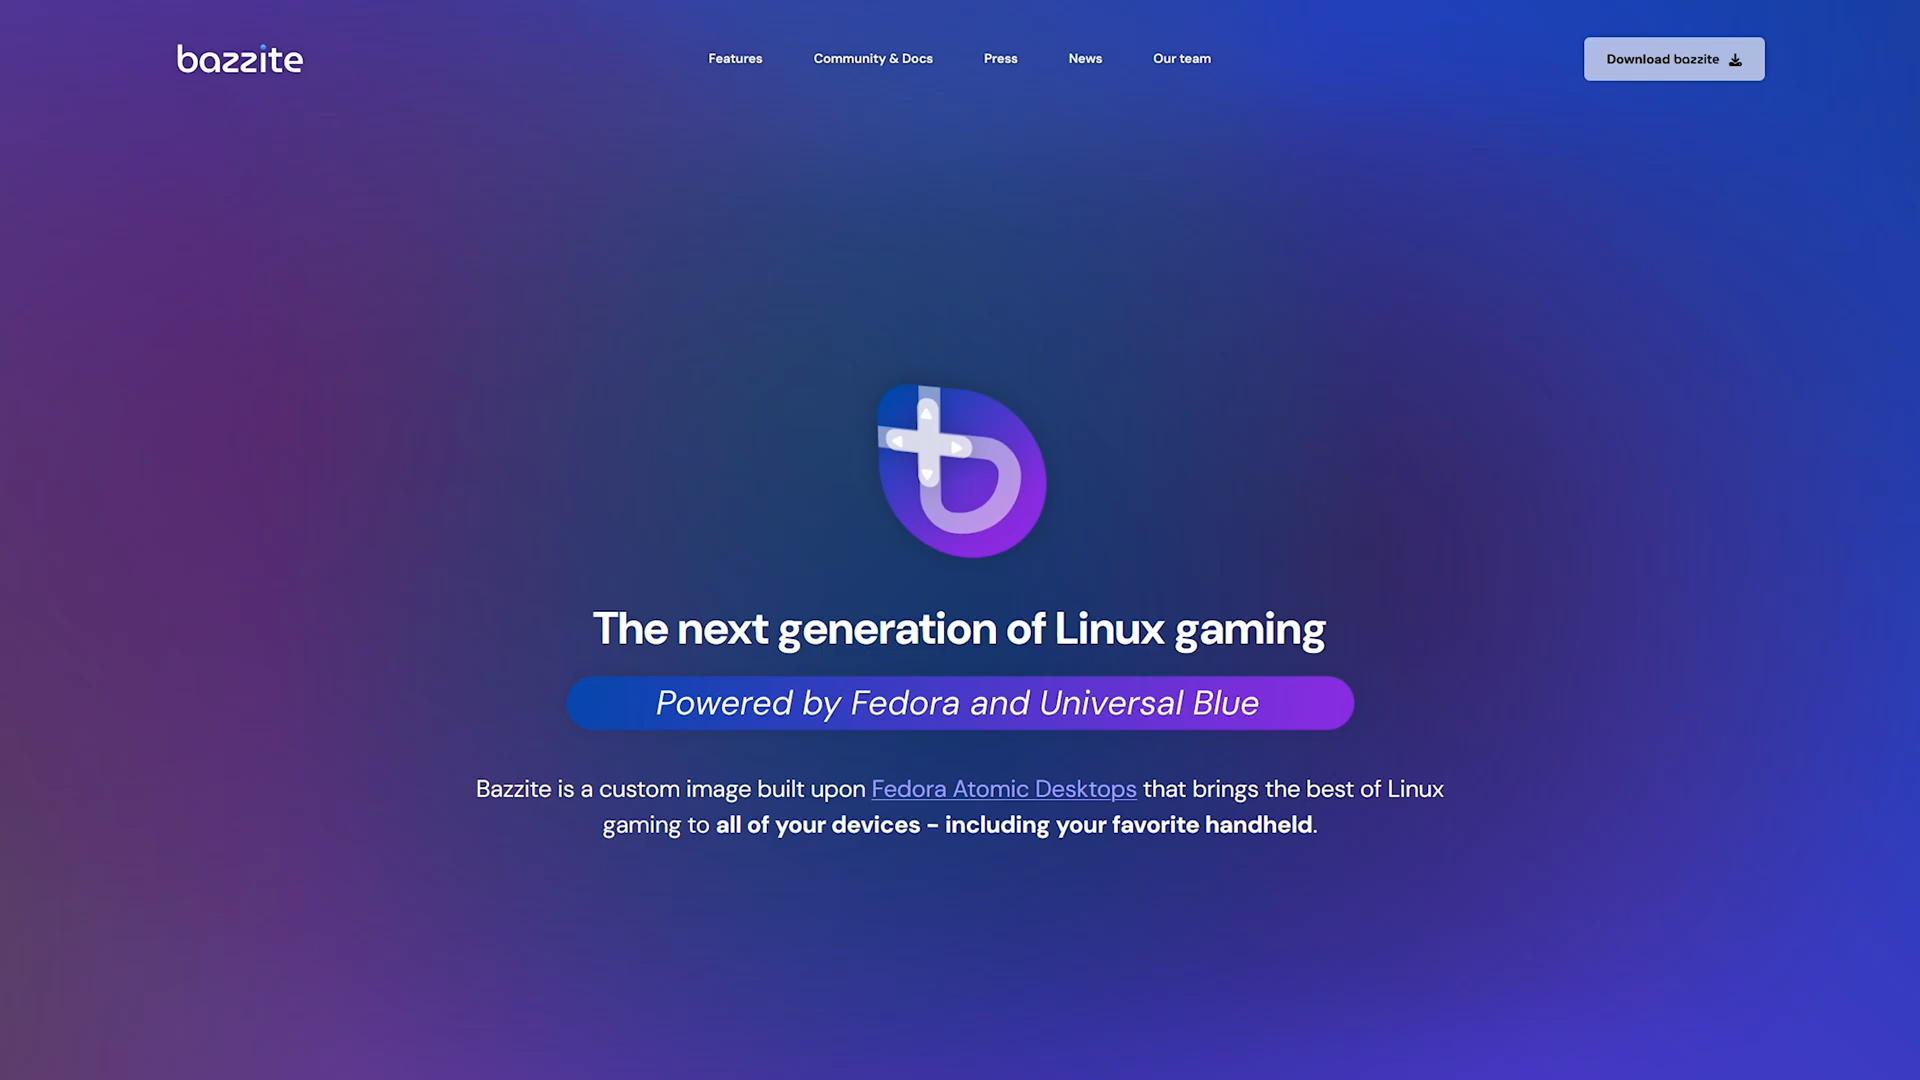 bazzite
Features
Community & Docs
Press
News
Our team
Download bazzite
The next generation of Linux gaming
Powered by Fedora and Universal Blue
Bazzite is a custom image built upon Fedora Atomic Desktops that brings the best of Linux
gaming to all of your devices - including your favorite handheld.